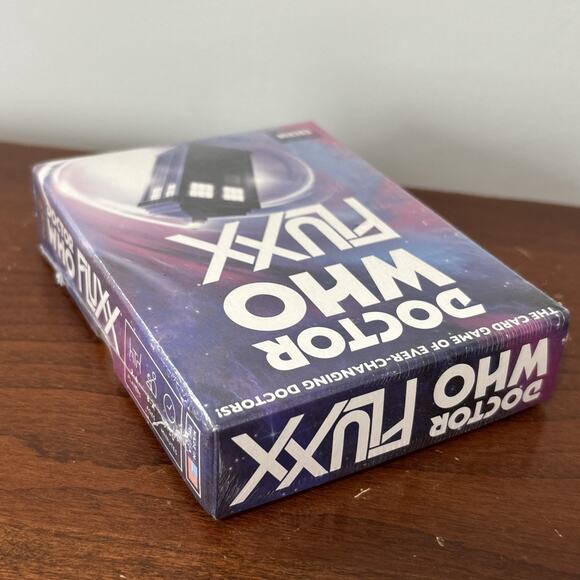 THE CARD GAME OF EVER-CHANGING DOCTORS!
DOCTOR
WHO
FLUXX
DOCTOR
WHO
FLUXX
DOCTOR
WHO
FLUXX